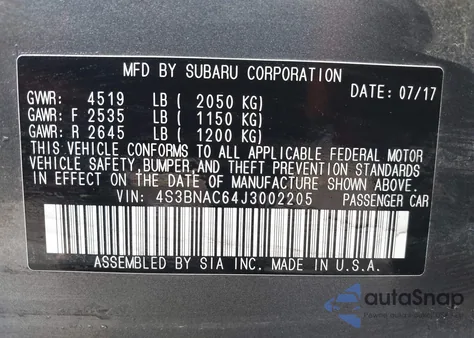 MFD BY SUBARU CORPORATION
DATE: 07/17
GVWR: 4519 LB ( 2050 KG)
GAWR: F 2535 LB ( 1150 KG)
GAWR: R 2645 LB ( 1200 KG)
THIS VEHICLE CONFORMS TO ALL APPLICABLE FEDERAL MOTOR
VEHICLE SAFETY, BUMPER, AND THEFT PREVENTION STANDARDS
IN EFFECT ON THE DATE OF MANUFACTURE SHOWN ABOVE.
VIN: 4S3BNAC64J3002205 PASSENGER CAR
ASSEMBLED BY SIA INC. MADE IN U.S.A.
autoSnap